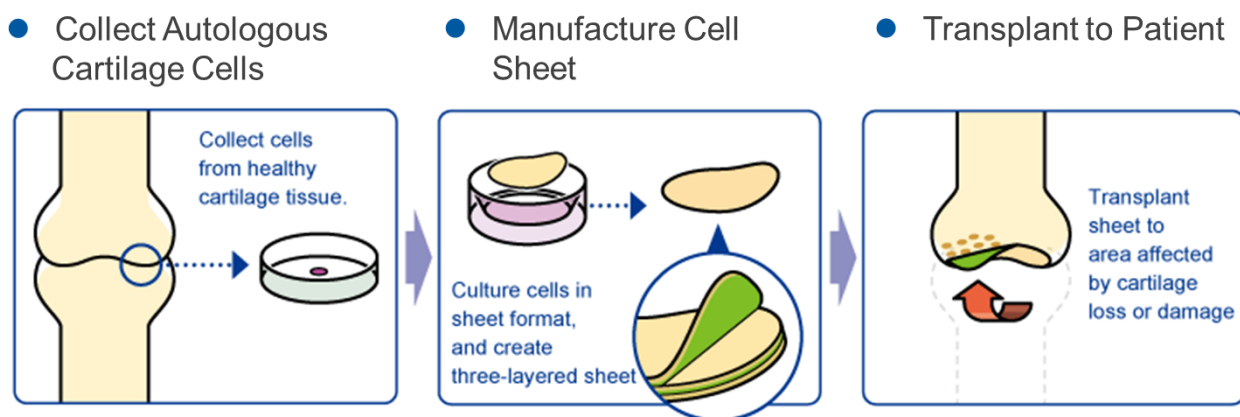 Collect Autologous
Cartilage Cells
Manufacture Cell
Sheet
Transplant to Patient
Collect cells
from healthy
cartilage tissue.
Culture cells in
sheet format,
and create
three-layered sheet
Transplant
sheet to
area affected
by cartilage
loss or damage